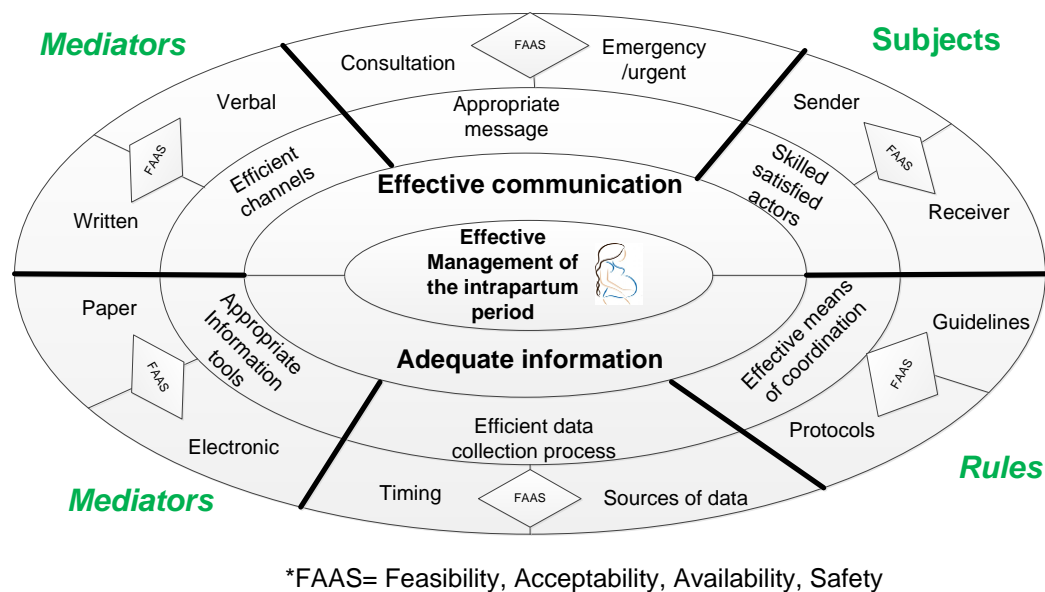 Mediators
Subjects
Consultation
FAAS
Emergency
/urgent
Verbal
Appropriate
message
Sender
FAAS
Efficient
channels
Skilled
satisfied
actors
FAAS
Written
Receiver
Effective communication
Effective
Management of
the intrapartum
period
Adequate information
Paper
FAAS
Electronic
Appropriate
Information
tools
Effective means
of coordination
Guidelines
FAAS
Protocols
Efficient data
collection process
Timing
FAAS
Sources of data
Mediators
Rules
*FAAS= Feasibility, Acceptability, Availability, Safety